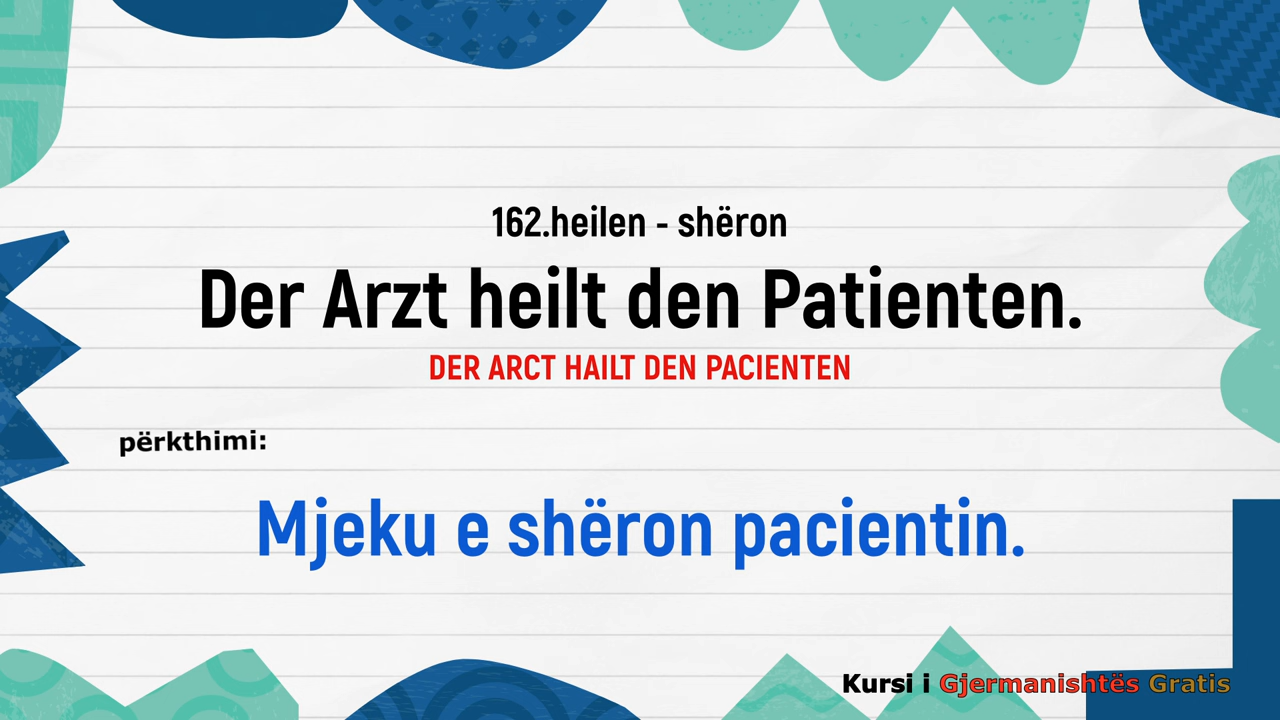 162.heilen - shëron
Der Arzt heilt den Patienten.
DER ARCT HAILT DEN PACIENTEN
përkthimi:
Mjeku e shëron pacientin.
Kursi i Gjermanishtës Gratis